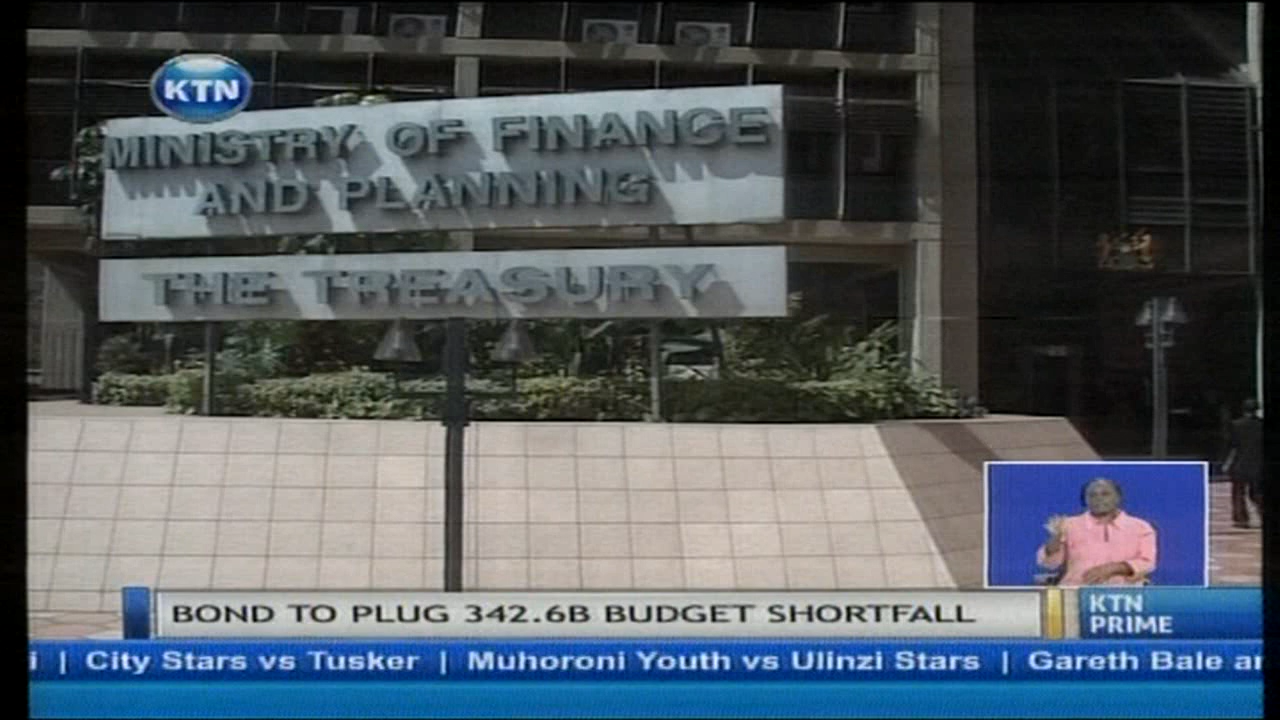 KTN
MINISTRY OF FINANCE
AND PLANNING
THE TREASURY
BOND TO PLUG 342.6B BUDGET SHORTFALL
KTN
PRIME
i | City Stars vs Tusker | Muhoroni Youth vs Ulinzi Stars | Gareth Bale